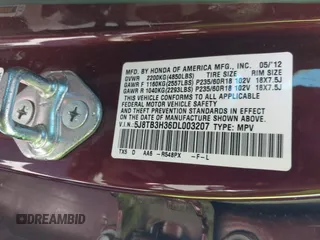 MFD. BY HONDA OF AMERICA MFG., INC. 05/'12
GVWR 2200KG(4850LBS) TIRE SIZE RIM SIZE
GAWR F 1160KG(2557LBS) P235/60R18 102V 18X7.5J
GAWR R 1040KG(2293LBS) P235/60R18 102V 18X7.5J
THIS VEHICLE CONFORMS TO ALL APPLICABLE
FEDERAL MOTOR VEHICLE SAFETY AND
THEFT PREVENTION STANDARDS IN EFFECT
ON THE DATE OF MANUFACTURE SHOWN ABOVE.
V.I.N. 5J8TB3H36DL003207 TYPE: MPV
TX5 D AA6 -R548PX -F-L
DREAMBID